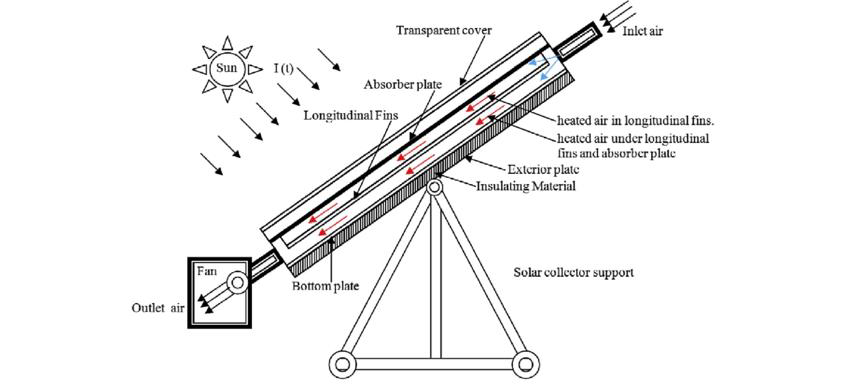 Transparent cover
Inlet air
Sun
I (t)
Absorber plate
Longitudinal Fins
heated air in longitudinal fins.
heated air under longitudinal
fins and absorber plate
Exterior plate
Insulating Material
Fan
Bottom plate
Solar collector support
Outlet air